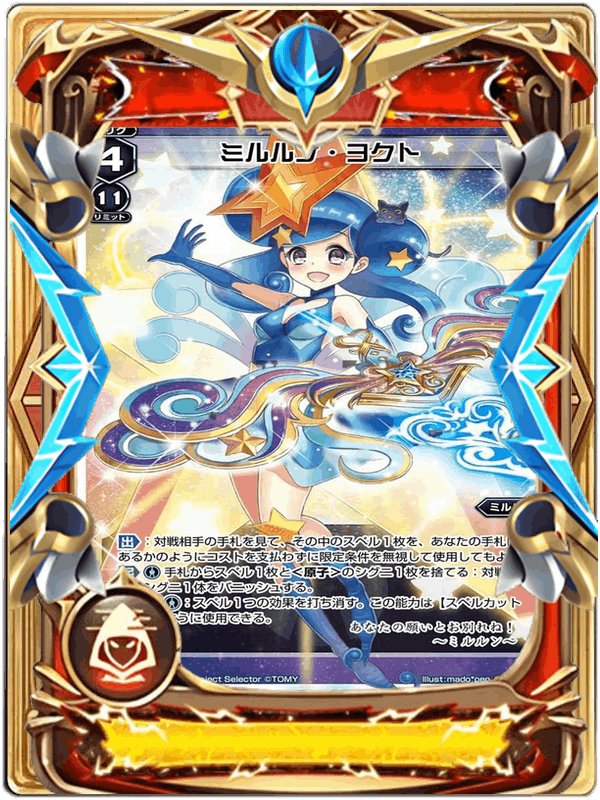 4
ミルルン・ヨクト
11
リミット
ミル
出：対戦相手の手札を見て、その中のスペル１枚を、あなたの手札に
あるかのようにコストを支払わずに限定条件を無視して使用してもよ
手札からスペル１枚と＜原子＞のシグニ１枚を捨てる：対戦
グニ１体をバニッシュする。
：スペル１つの効果を打ち消す。この能力は【スペルカット
うに使用できる。
あなたの願いとお別れね！
～ミルルン～
ject Selector ©TOMY
Illust:mado*pen